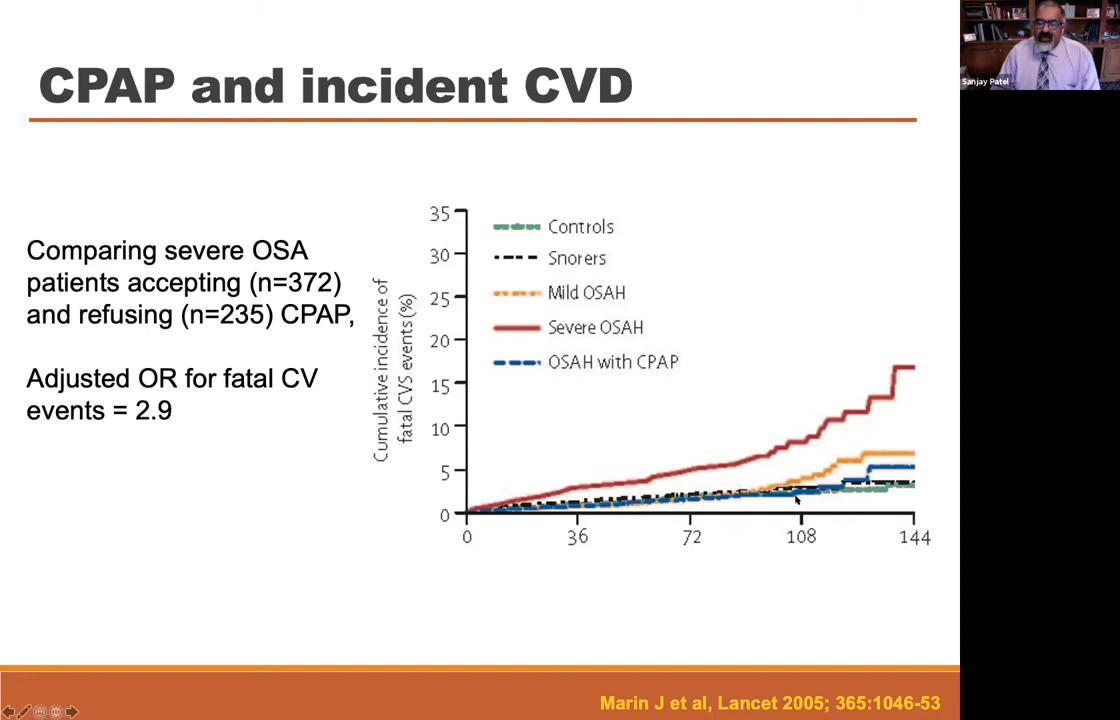 CPAP and incident CVD
Sanjay Patel
Comparing severe OSA
patients accepting (n=372)
and refusing (n=235) CPAP,
Adjusted OR for fatal CV
events = 2.9
Cumulative incidence of
fatal CVS events (%)
35
30
25
20
15
10
5
0
Controls
Snorers
Mild OSAH
Severe OSAH
OSAH with CPAP
0 36 72 108 144
Marin J et al, Lancet 2005; 365:1046-53